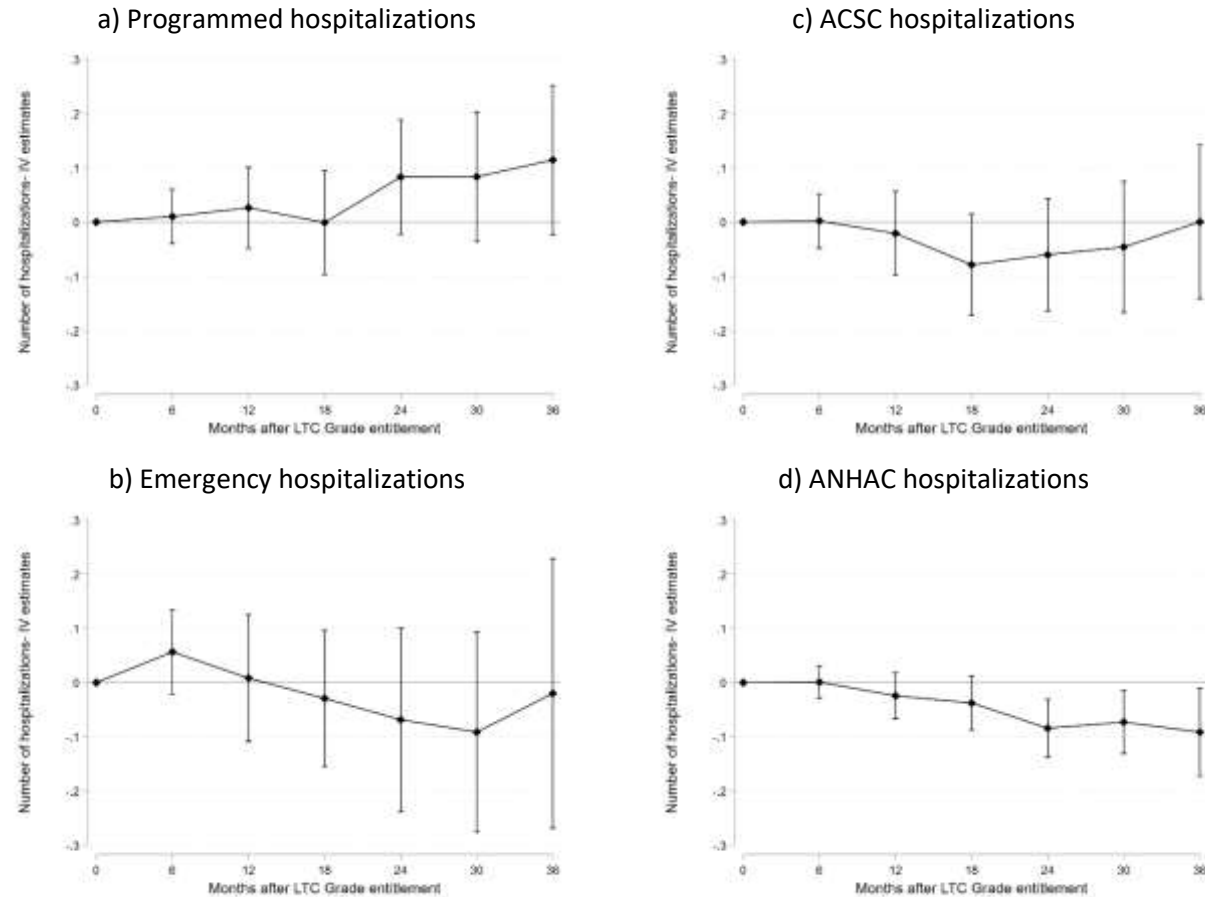 a) Programmed hospitalizations
Number of hospitalizations- IV estimates
.3
.2
.1
0
-.1
-.2
-.3
0 6 12 18 24 30 36
Months after LTC Grade entitlement
c) ACSC hospitalizations
Number of hospitalizations- IV estimates
.3
.2
.1
0
-.1
-.2
-.3
0 6 12 18 24 30 36
Months after LTC Grade entitlement
b) Emergency hospitalizations
Number of hospitalizations- IV estimates
.3
.2
.1
0
-.1
-.2
-.3
0 6 12 18 24 30 36
Months after LTC Grade entitlement
d) ANHAC hospitalizations
Number of hospitalizations- IV estimates
.3
.2
.1
0
-.1
-.2
-.3
0 6 12 18 24 30 36
Months after LTC Grade entitlement